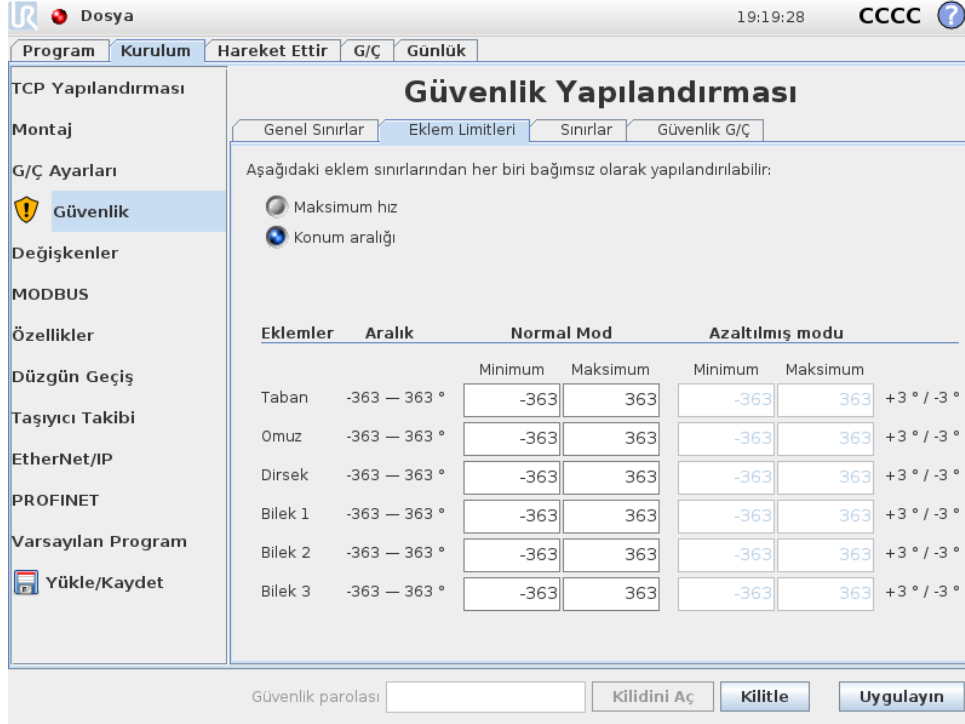 UR Dosya 19:19:28 CCCC ?
Program Kurulum Hareket Ettir G/Ç Günlük
TCP Yapılandırması
Montaj
G/Ç Ayarları
Güvenlik
Değişkenler
MODBUS
Özellikler
Düzgün Geçiş
Taşıyıcı Takibi
EtherNet/IP
PROFINET
Varsayılan Program
Yükle/Kaydet
Güvenlik Yapılandırması
Genel Sınırlar Eklem Limitleri Sınırlar Güvenlik G/Ç
Aşağıdaki eklem sınırlarından her biri bağımsız olarak yapılandırılabilir:
Maksimum hız
Konum aralığı
Eklemler Aralık Normal Mod Azaltılmış modu
Minimum Maksimum Minimum Maksimum
Taban -363 — 363 ° -363 363 -363 363 +3 ° / -3 °
Omuz -363 — 363 ° -363 363 -363 363 +3 ° / -3 °
Dirsek -363 — 363 ° -363 363 -363 363 +3 ° / -3 °
Bilek 1 -363 — 363 ° -363 363 -363 363 +3 ° / -3 °
Bilek 2 -363 — 363 ° -363 363 -363 363 +3 ° / -3 °
Bilek 3 -363 — 363 ° -363 363 -363 363 +3 ° / -3 °
Güvenlik parolası Kilidini Aç Kilitle Uygulayın